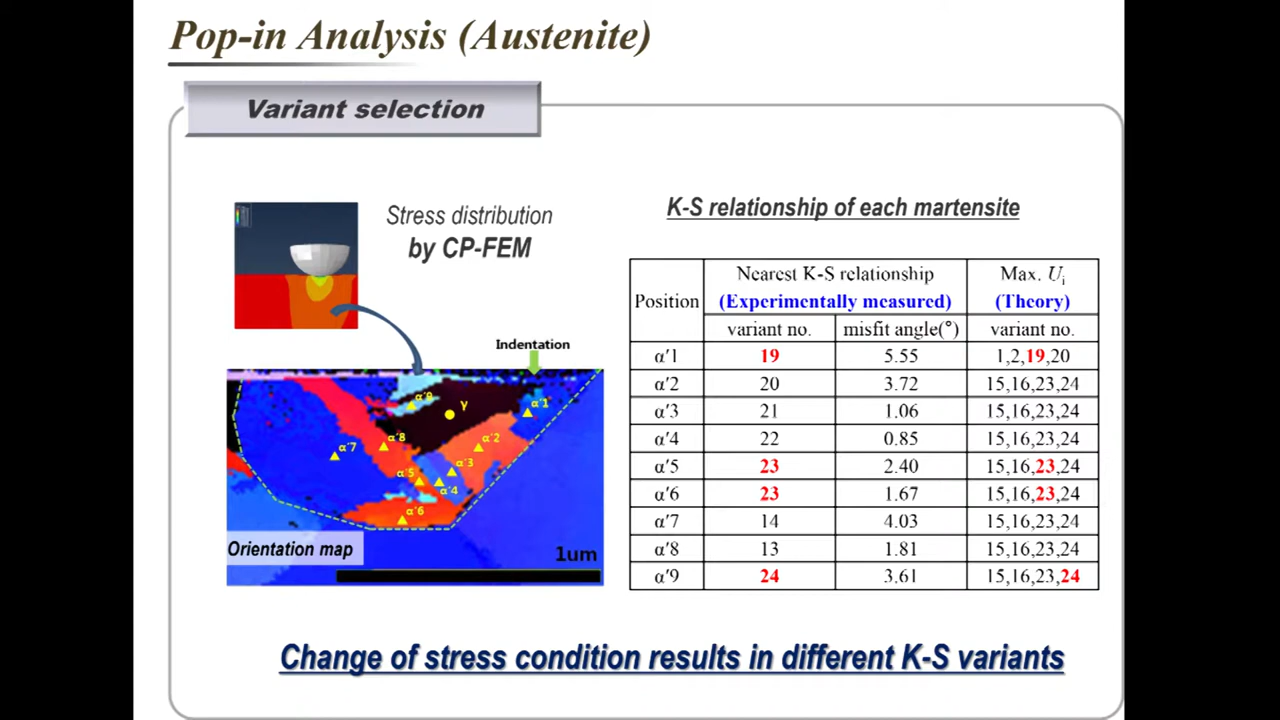 Pop-in Analysis (Austenite)
Variant selection
Stress distribution
by CP-FEM
Indentation
α′9
γ
α′1
α′2
α′8
α′7
α′3
α′5
α′4
α′6
Orientation map
1um
K-S relationship of each martensite
Position Nearest K-S relationship Max. Ui
(Experimentally measured) (Theory)
variant no. misfit angle(°) variant no.
α′1 19 5.55 1,2,19,20
α′2 20 3.72 15,16,23,24
α′3 21 1.06 15,16,23,24
α′4 22 0.85 15,16,23,24
α′5 23 2.40 15,16,23,24
α′6 23 1.67 15,16,23,24
α′7 14 4.03 15,16,23,24
α′8 13 1.81 15,16,23,24
α′9 24 3.61 15,16,23,24
Change of stress condition results in different K-S variants